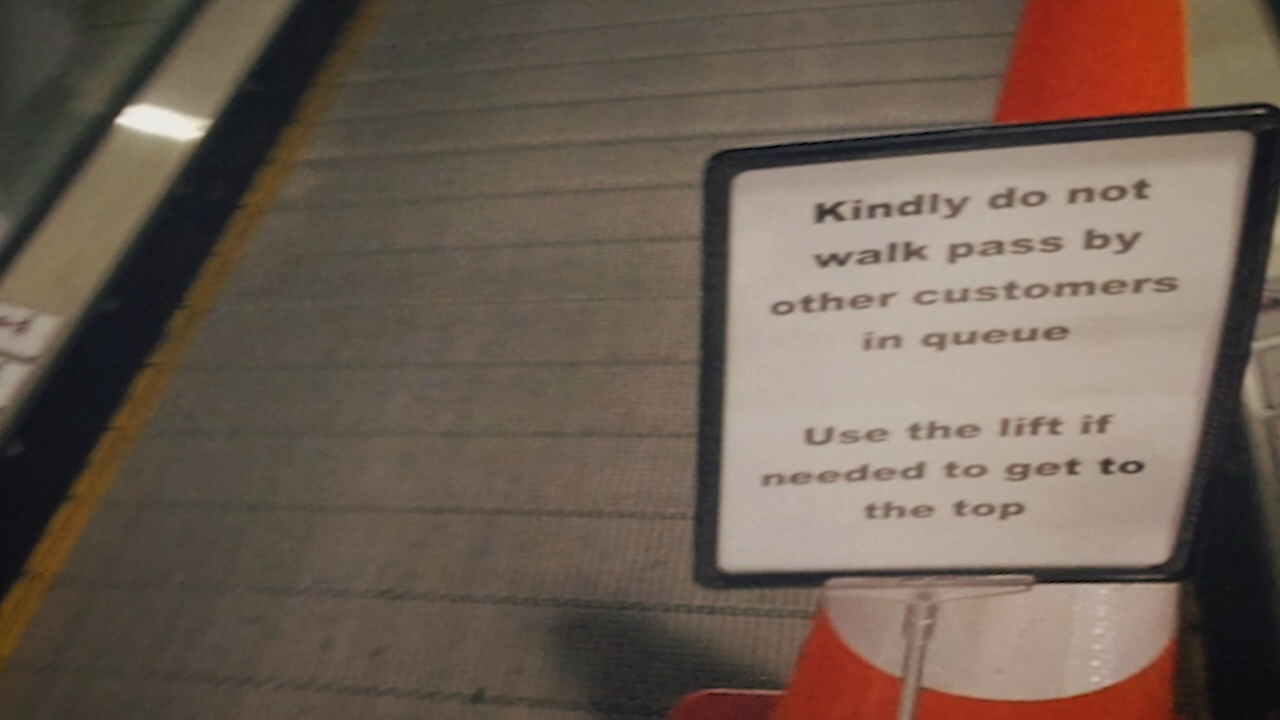 Kindly do not
walk pass by
other customers
in queue
Use the lift if
needed to get to
the top